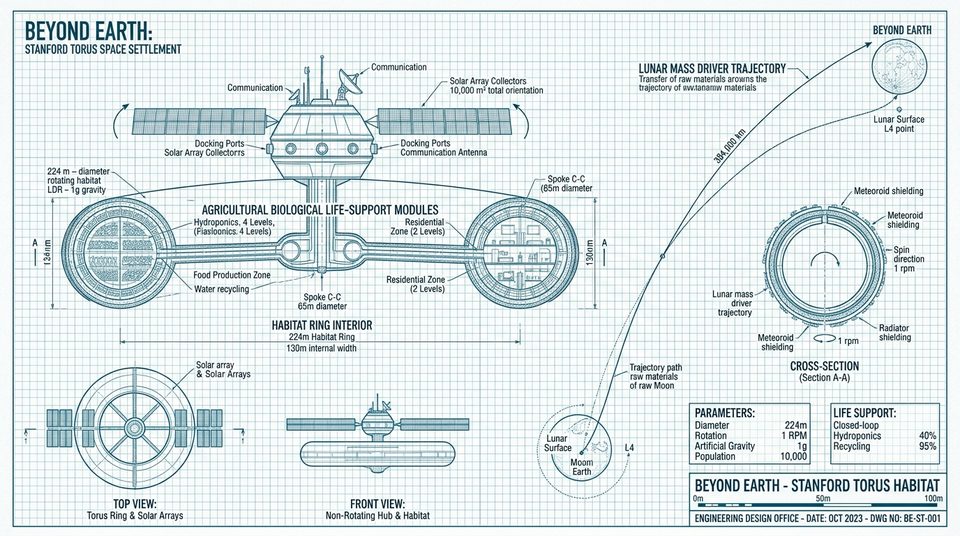 BEYOND EARTH:
STANFORD TORUS SPACE SETTLEMENT
Communication
Communication
Solar Array Collectors
10,000 m² total orientation
Docking Ports
Solar Array Collectorrs
Docking Ports
Communication Antenna
224 m – diameter
rotating habitat
LDR – 1g gravity
Spoke C-C
(65m diameter
AGRICULTURAL BIOLOGICAL LIFE-SUPPORT MODULES
Hydroponics, 4 Levels,
(Fiasloonics. 4 Levels)
Residential
Zone (2 Levels)
A
A
130m
Food Production Zone
Water recycling
Residential Zone
(2 Levels)
Spoke C-C
65m diameter
HABITAT RING INTERIOR
224m Habitat Ring
130m internal width
LUNAR MASS DRIVER TRAJECTORY
Transfer of raw materials arowns the
trajectory of materials
BEYOND EARTH
Lunar Surface
L4 point
384,000 km
Meteoroid shielding
Meteoroid
shielding
Spin
direction
1 rpm
Lunar mass
driver
trajectory
Meteoroid
shielding
1 rpm
Radiator
shielding
CROSS-SECTION
(Section A-A)
Trajectory path
rsw materials
of raw Moon
Lunar
Surface
L4
Moom
Earth
Solar array
& Solar Arrays
TOP VIEW:
Torus Ring & Solar Arrays
FRONT VIEW:
Non-Rotating Hub & Habitat
PARAMETERS:
Diameter 224m
Rotation 1 RPM
Artificial Gravity 1g
Population 10,000
LIFE SUPPORT:
Closed-loop
Hydroponics 40%
Recycling 95%
BEYOND EARTH - STANFORD TORUS HABITAT
0m 50m 100m
ENGINEERING DESIGN OFFICE - DATE: OCT 2023 - DWG NO: BE-ST-001